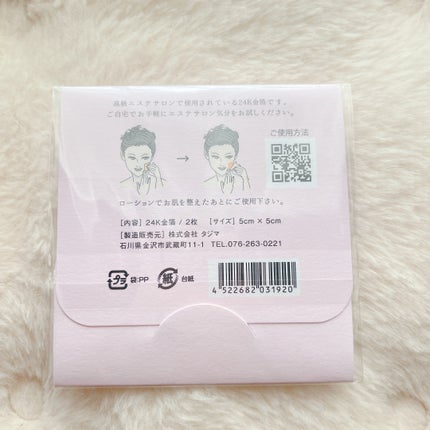 高級エステサロンで使用されている24K金箔です。
ご自宅でお手軽にエステサロン気分をお試しください。
ご使用方法
→
ローションでお肌を整えたあとにご使用下さい。
[内容] 24K金箔 / 2枚 [サイズ] 5cm × 5cm
[製造販売元] 株式会社 タジマ
石川県金沢市武蔵町11-1 TEL.076-263-0221
プラ 袋:PP 紙 台紙
4522682031920